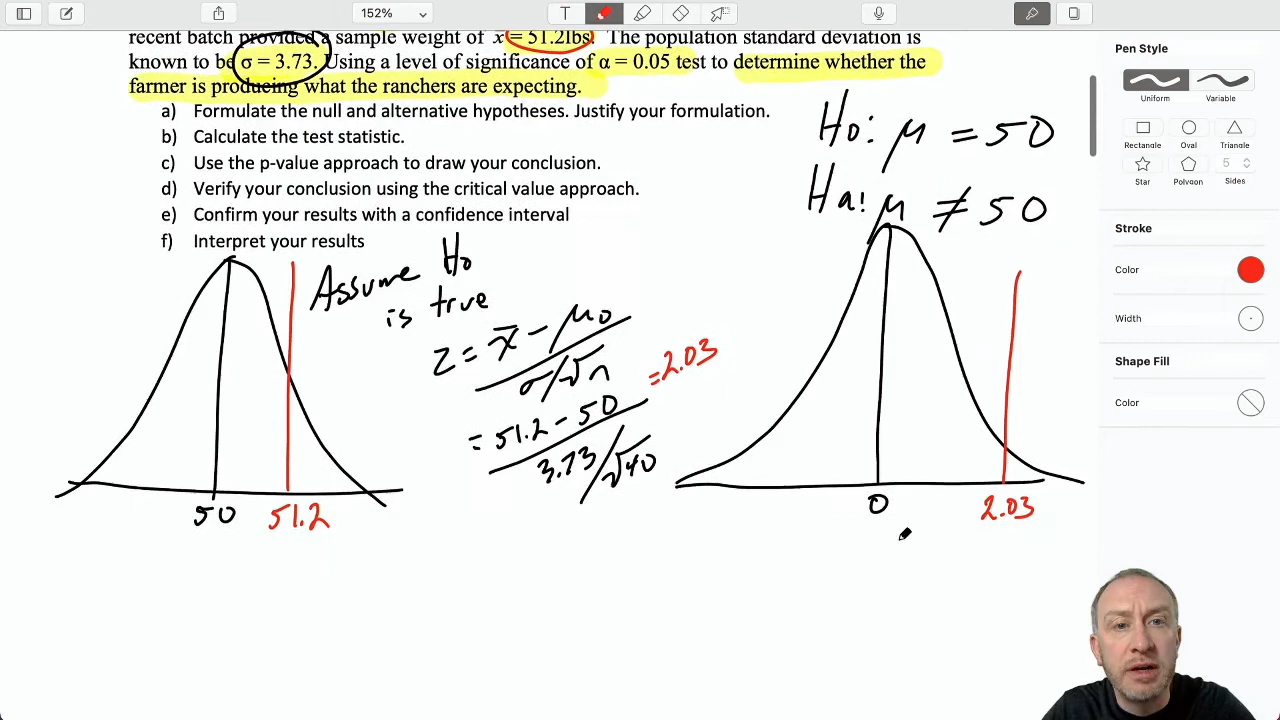 152%
T
recent batch provided a sample weight of x = 51.2lbs. The population standard deviation is
known to be σ = 3.73. Using a level of significance of α = 0.05 test to determine whether the
farmer is producing what the ranchers are expecting.
a) Formulate the null and alternative hypotheses. Justify your formulation.
b) Calculate the test statistic.
c) Use the p-value approach to draw your conclusion.
d) Verify your conclusion using the critical value approach.
e) Confirm your results with a confidence interval
f) Interpret your results
Ho: μ = 50
Ha: μ ≠ 50
Assume Ho
is true
z = x̄ - μ0
σ/√n
= 2.03
= 51.2 - 50
3.73/√40
50
51.2
0
2.03
Pen Style
Uniform
Variable
Rectangle
Oval
Triangle
Star
Polygon
5
Sides
Stroke
Color
Width
Shape Fill
Color